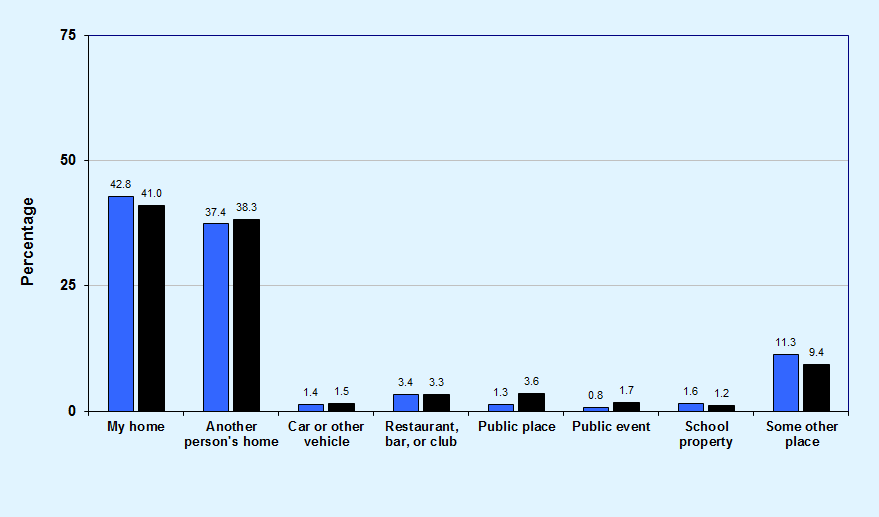 75
50
25
0
Percentage
42.8
41.0
37.4
38.3
1.4
1.5
3.4
3.3
1.3
3.6
0.8
1.7
1.6
1.2
11.3
9.4
My home
Another
person's home
Car or other
vehicle
Restaurant,
bar, or club
Public place
Public event
School
property
Some other
place